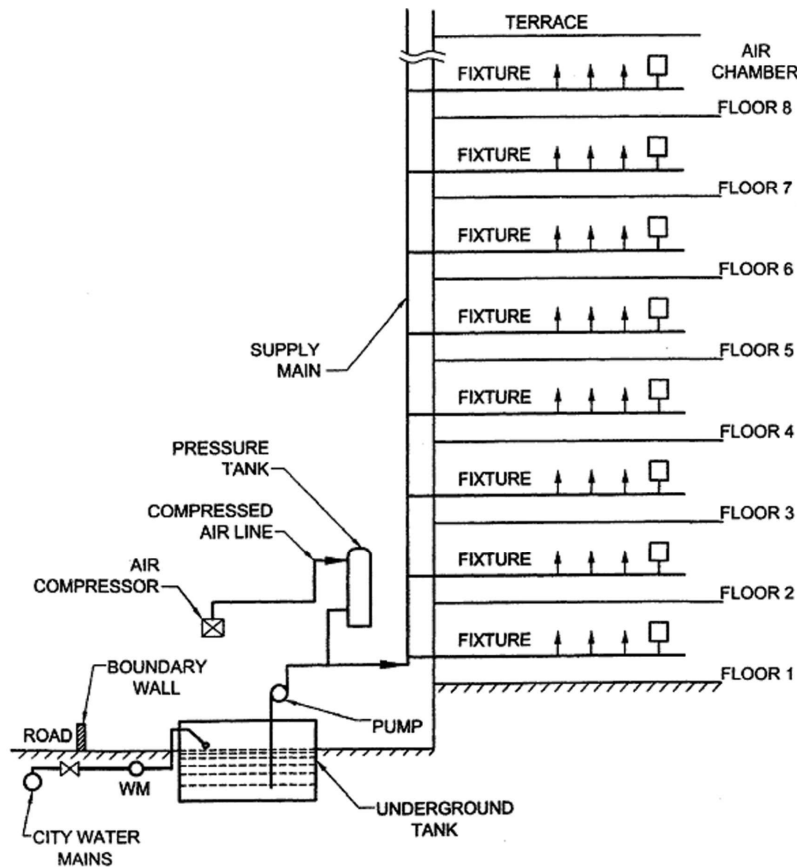 TERRACE
AIR
CHAMBER
FIXTURE
FLOOR 8
FIXTURE
FLOOR 7
FIXTURE
FLOOR 6
FIXTURE
FLOOR 5
SUPPLY
MAIN
FIXTURE
FLOOR 4
PRESSURE
TANK
FIXTURE
FLOOR 3
COMPRESSED
AIR LINE
AIR
COMPRESSOR
FIXTURE
FLOOR 2
FIXTURE
FLOOR 1
BOUNDARY
WALL
ROAD
PUMP
WM
UNDERGROUND
TANK
CITY WATER
MAINS